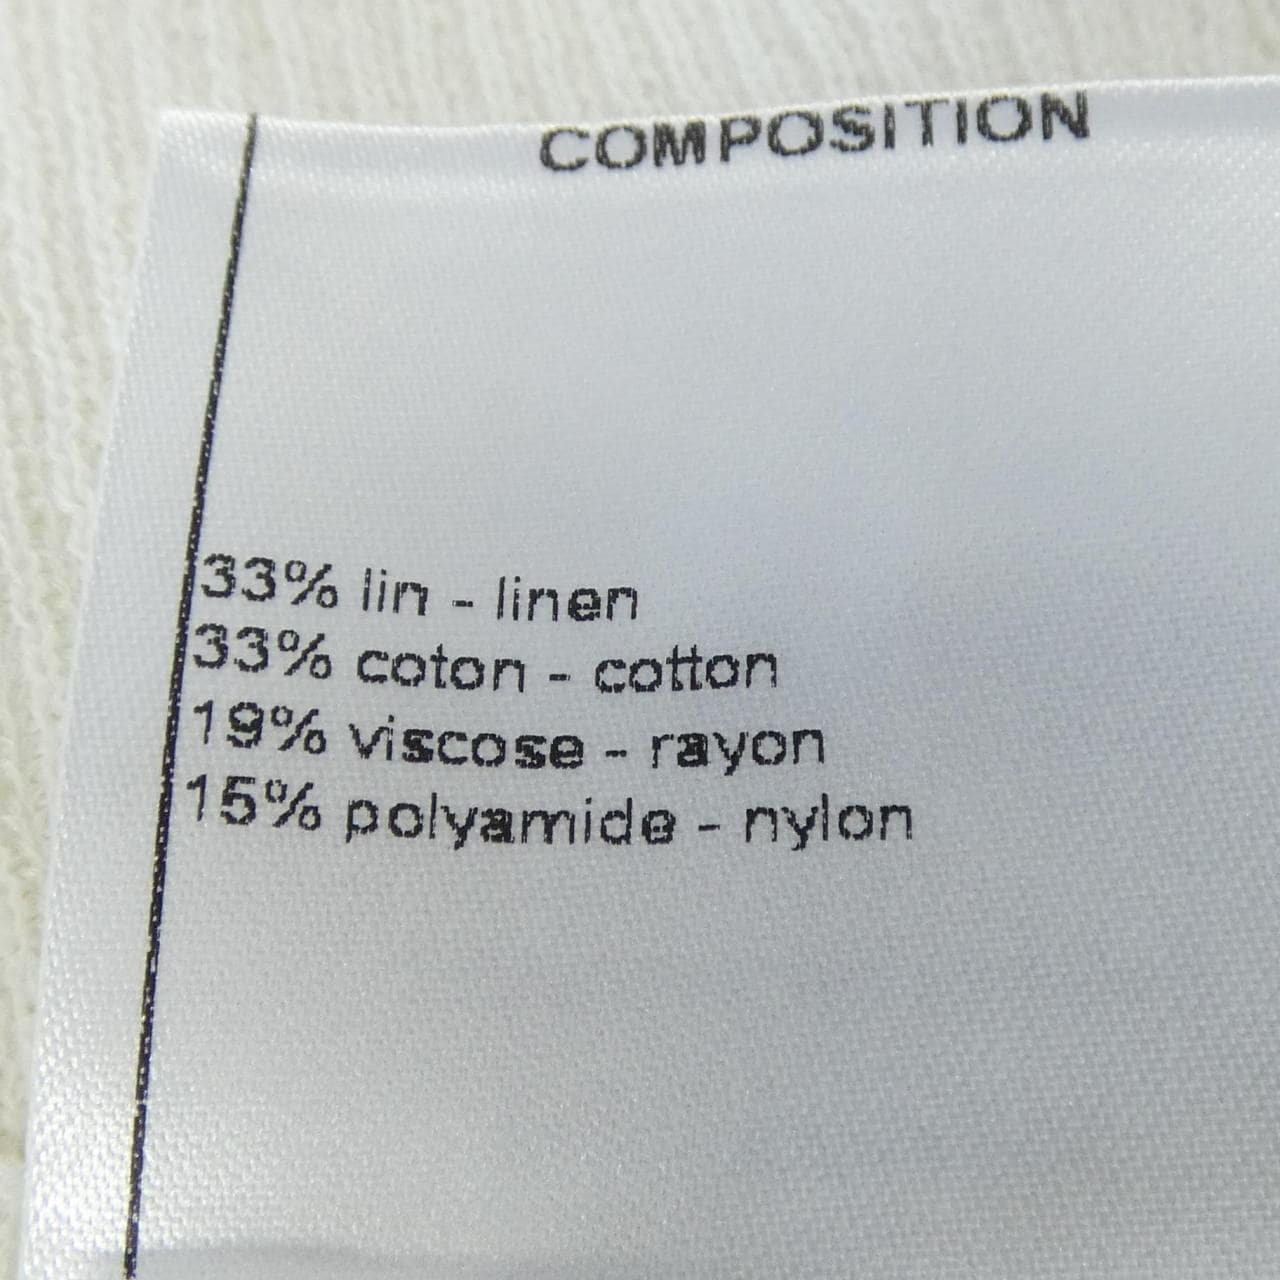 COMPOSITION
33% lin - linen
33% coton - cotton
19% viscose - rayon
15% polyamide - nylon